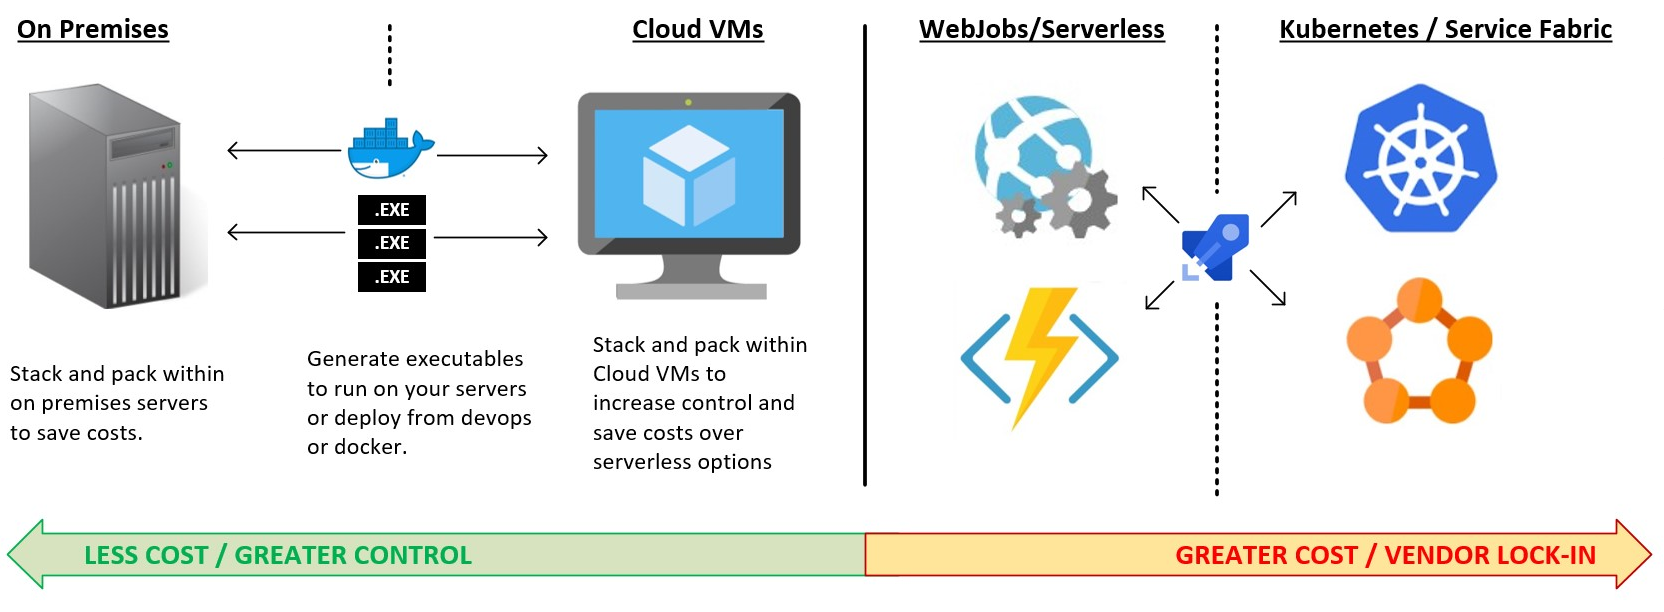 On Premises
Cloud VMs
WebJobs/Serverless
Kubernetes / Service Fabric
.EXE
.EXE
.EXE
Stack and pack within
on premises servers
to save costs.
Generate executables
to run on your servers
or deploy from devops
or docker.
Stack and pack within
Cloud VMs to
increase control and
save costs over
serverless options
LESS COST / GREATER CONTROL
GREATER COST / VENDOR LOCK-IN